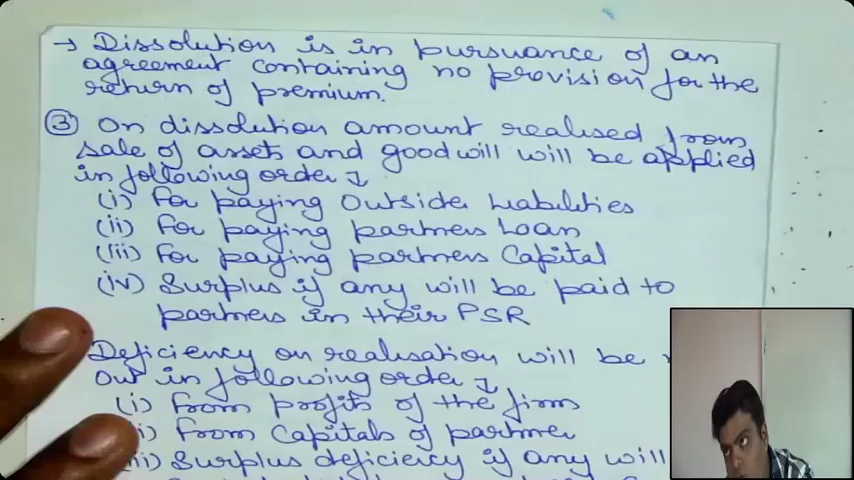 → Dissolution is in pursuance of an
agreement containing no provision for the
return of premium.
③ On dissolution amount realised from
sale of assets and goodwill will be applied
in following order ↓
(i) For paying Outside Liabilities
(ii) For paying partners Loan
(iii) For paying partners Capital
(iv) Surplus if any will be paid to
partners in their PSR
Deficiency on realisation will be
out in following order ↓
(i) From profits of the firm
i) From Capitals of partner
ii) Surplus deficiency if any will